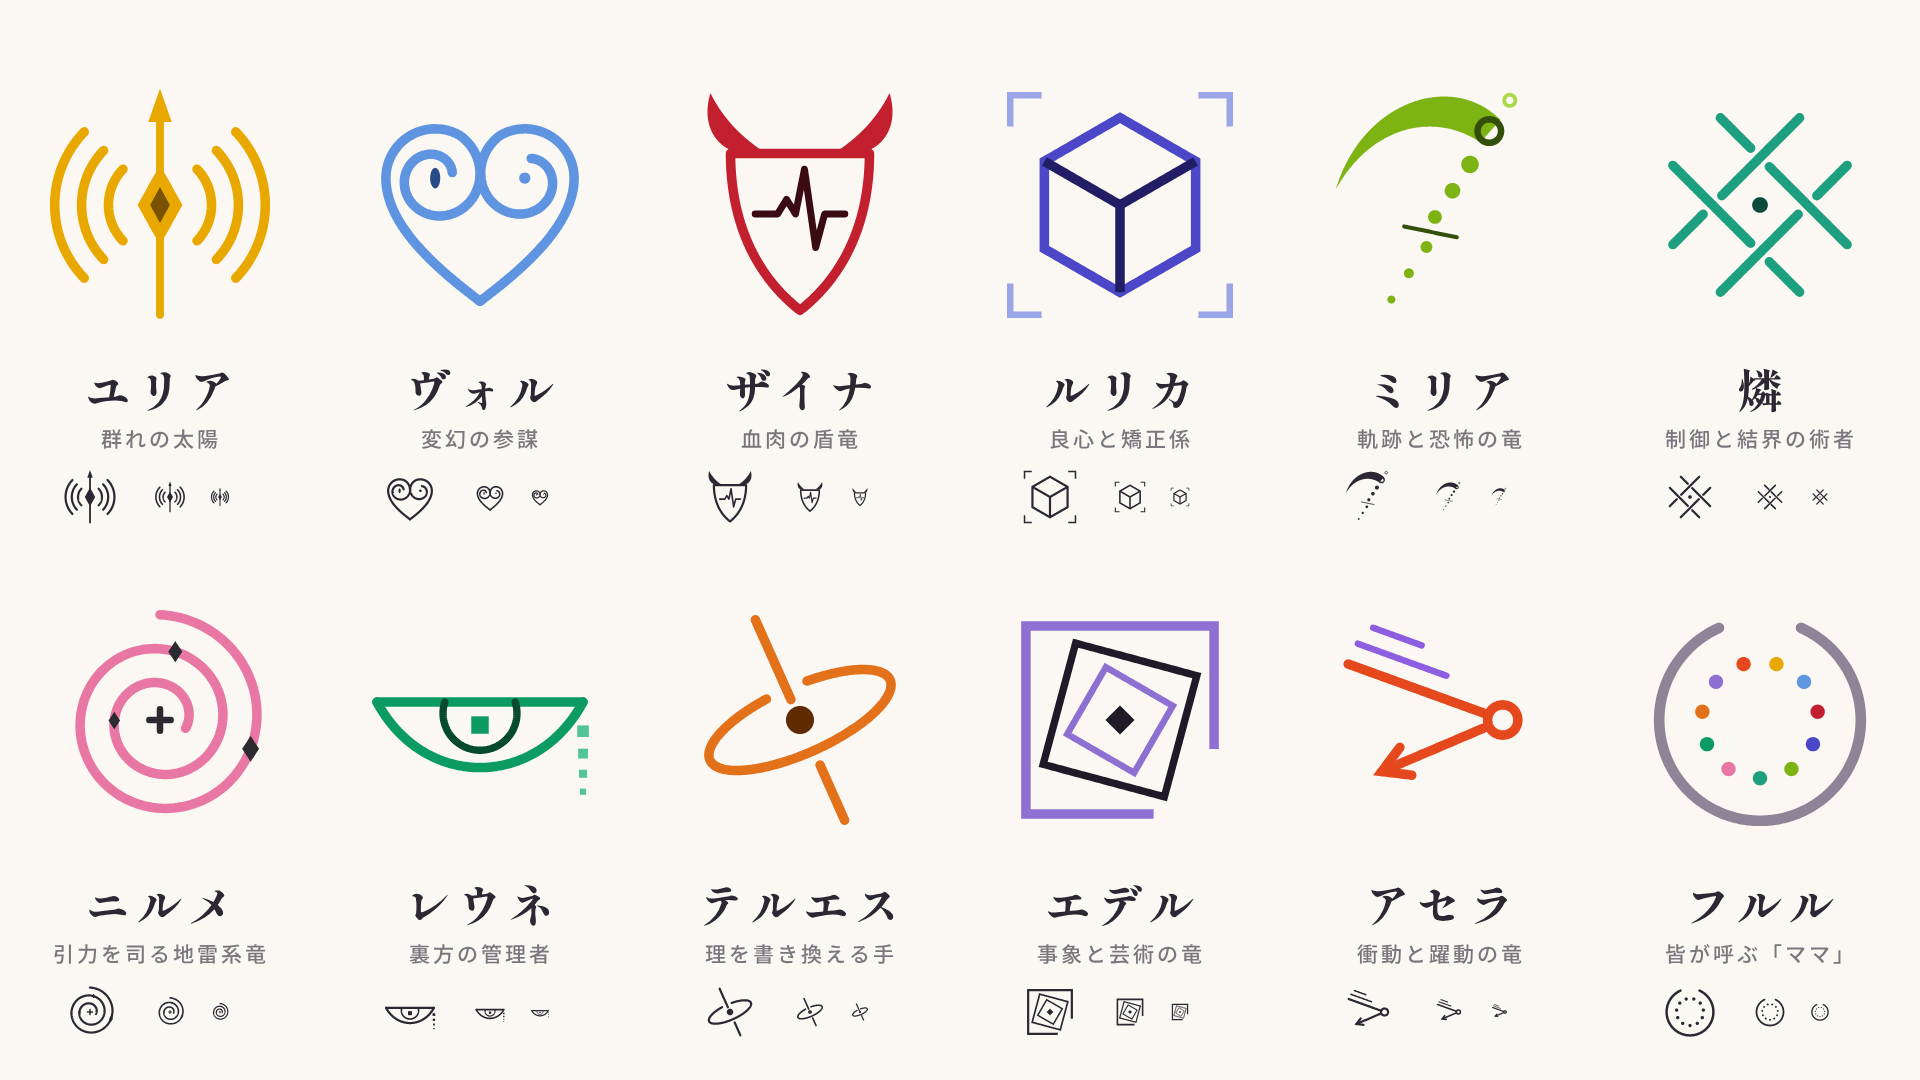 ユリア
群れの太陽
ヴォル
変幻の参謀
ザイナ
血肉の盾竜
ルリカ
良心と矯正係
ミリア
軌跡と恐怖の竜
燐
制御と結界の術者
ニルメ
引力を司る地雷系竜
レウネ
裏方の管理者
テルエス
理を書き換える手
エデル
事象と芸術の竜
アセラ
衝動と躍動の竜
フルル
皆が呼ぶ「ママ」